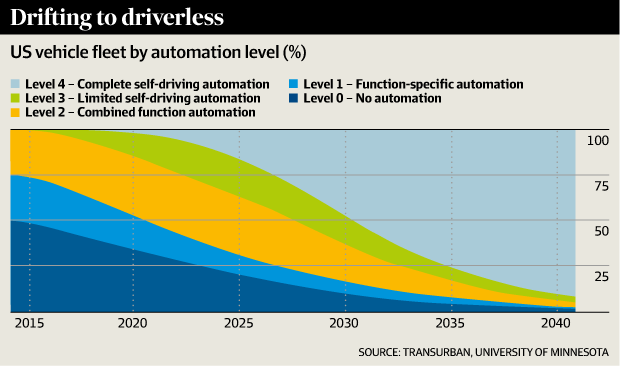 Drifting to driverless
US vehicle fleet by automation level (%)
Level 4 – Complete self-driving automation
Level 3 – Limited self-driving automation
Level 2 – Combined function automation
Level 1 – Function-specific automation
Level 0 – No automation
100
75
50
25
2015 2020 2025 2030 2035 2040
SOURCE: TRANSURBAN, UNIVERSITY OF MINNESOTA